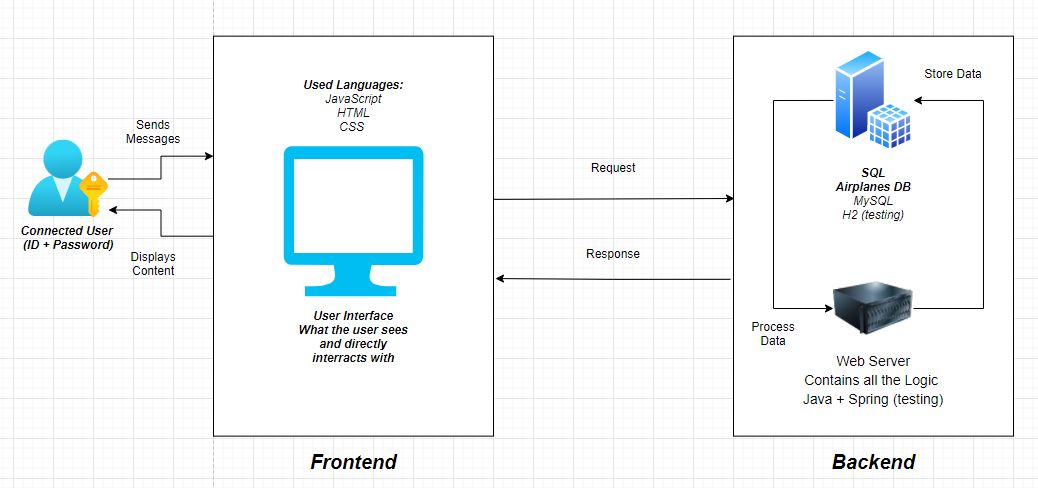 Sends
Messages
Connected User
(ID + Password)
Displays
Content
Used Languages:
JavaScript
HTML
CSS
User Interface
What the user sees
and directly
interracts with
Frontend
Request
Response
Store Data
SQL
Airplanes DB
MySQL
H2 (testing)
Process
Data
Web Server
Contains all the Logic
Java + Spring (testing)
Backend